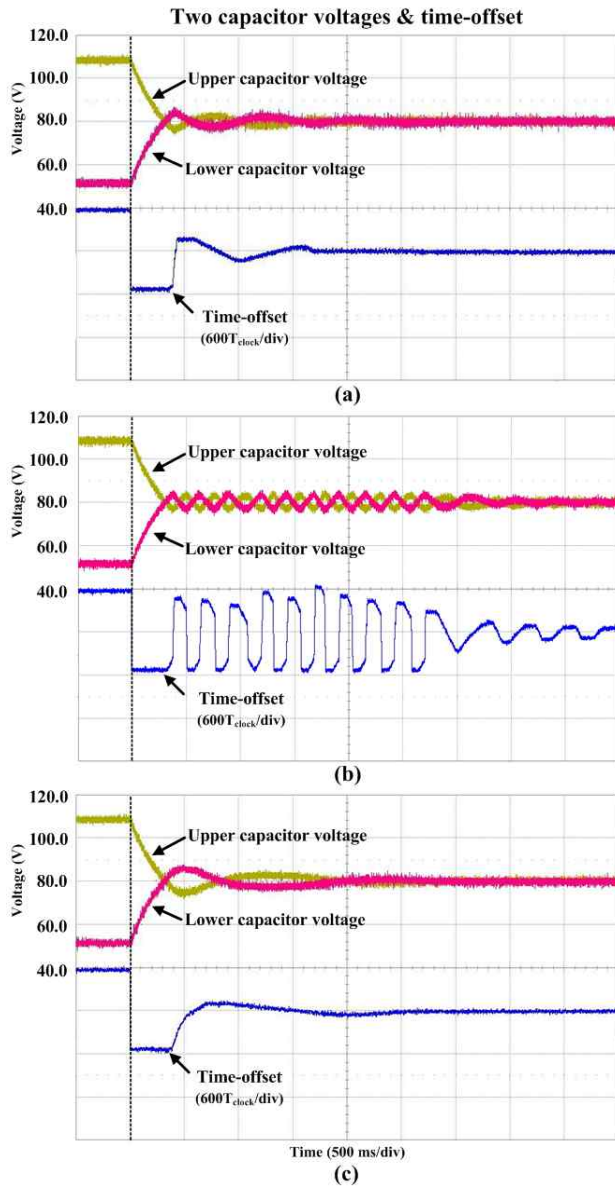 Two capacitor voltages & time-offset
120.0
Upper capacitor voltage
100.0
Voltage (V)
80.0
60.0
Lower capacitor voltage
40.0
Time-offset
(600Tclock/div)
(a)
120.0
Upper capacitor voltage
100.0
Voltage (V)
80.0
60.0
Lower capacitor voltage
40.0
Time-offset
(600Tclock/div)
(b)
120.0
Upper capacitor voltage
100.0
Voltage (V)
80.0
Lower capacitor voltage
60.0
40.0
Time-offset
(600Tclock/div)
Time (500 ms/div)
(c)